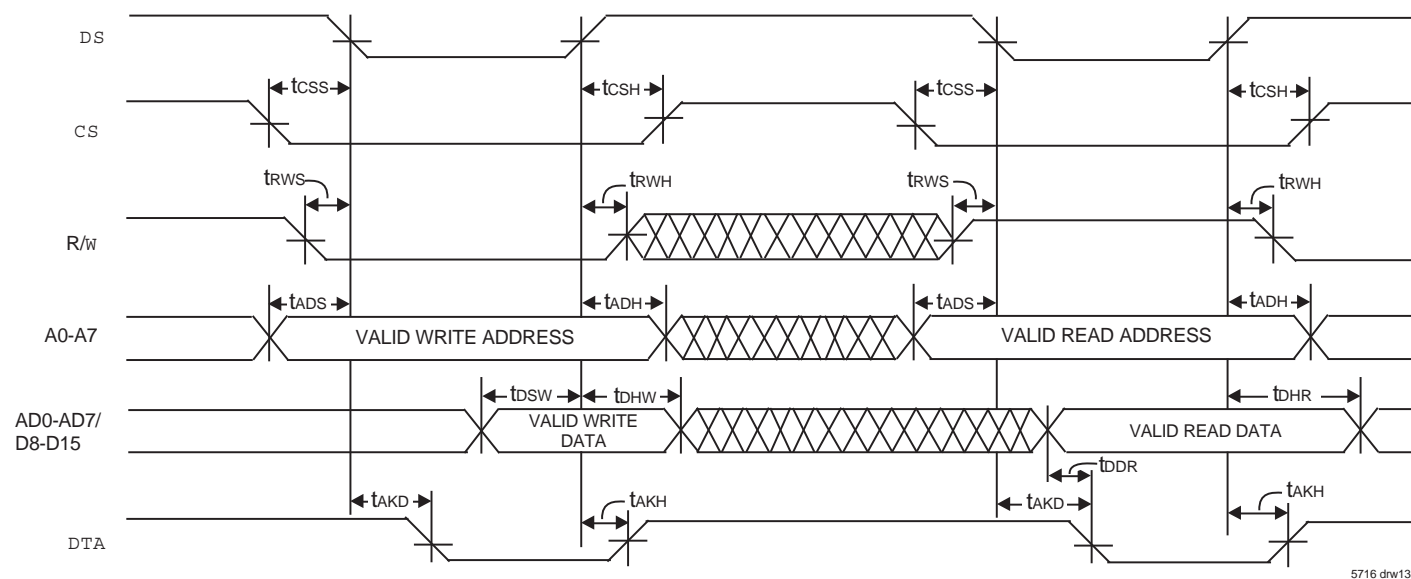 DS
tCSS
tCSH
tCSS
tCSH
CS
tRWS
tRWH
tRWS
tRWH
R/W
tADS
tADH
tADS
tADH
A0-A7
VALID WRITE ADDRESS
VALID READ ADDRESS
tDSW
tDHW
tDHR
AD0-AD7/
D8-D15
VALID WRITE
DATA
VALID READ DATA
tDDR
tAKD
tAKH
tAKD
tAKH
DTA
5716 drw13